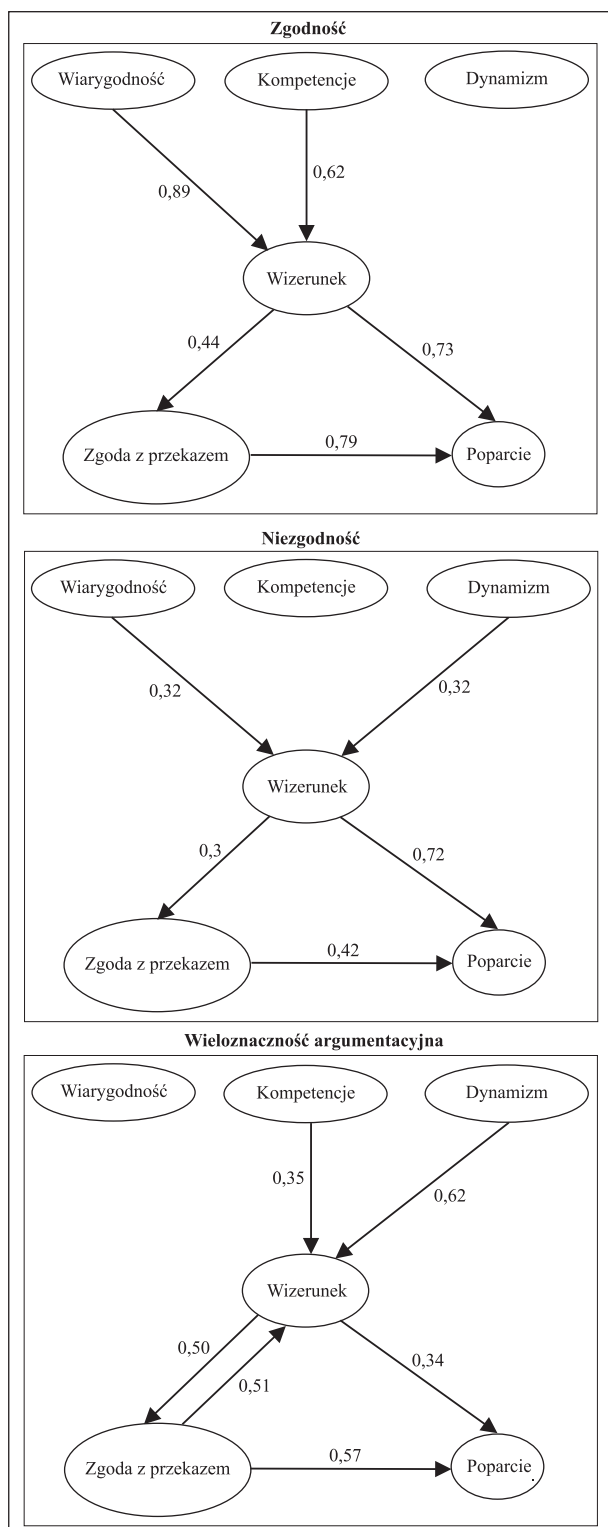 Zgodność
Wiarygodność Kompetencje Dynamizm
0,89 0,62
Wizerunek
0,44 0,73
Zgoda z przekazem 0,79 Poparcie
Niezgodność
Wiarygodność Kompetencje Dynamizm
0,32 0,32
Wizerunek
0,3 0,72
Zgoda z przekazem 0,42 Poparcie
Wieloznaczność argumentacyjna
Wiarygodność Kompetencje Dynamizm
0,35 0,62
Wizerunek
0,50 0,51 0,34
Zgoda z przekazem 0,57 Poparcie